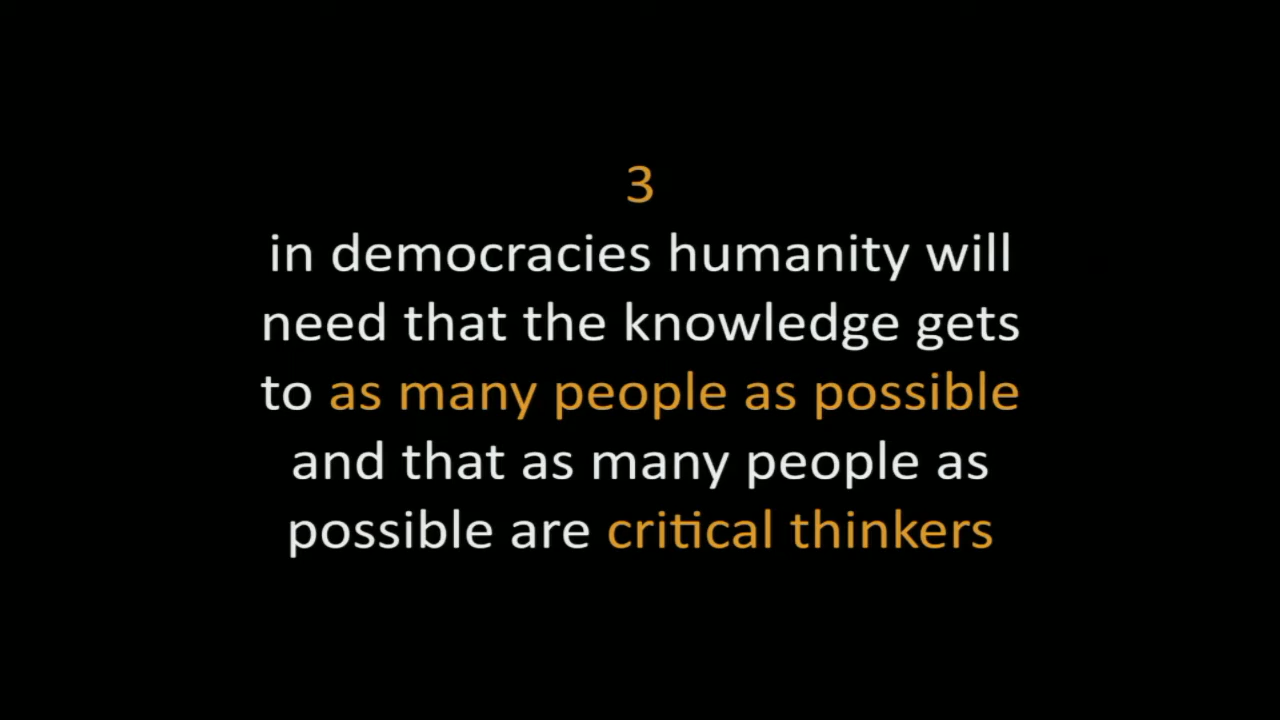 3
in democracies humanity will
need that the knowledge gets
to as many people as possible
and that as many people as
possible are critical thinkers